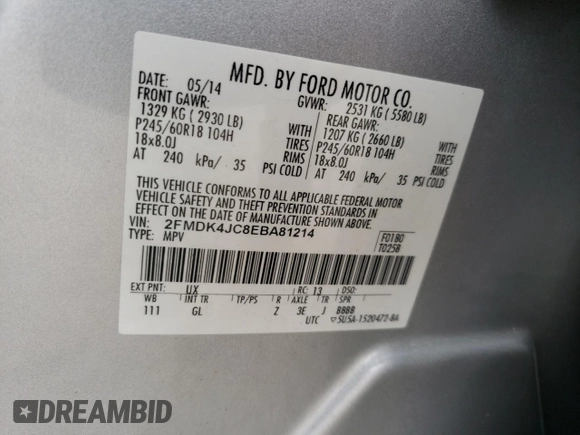 MFD. BY FORD MOTOR CO.
DATE: 05/14 GVWR: 2531 KG ( 5580 LB)
FRONT GAWR: REAR GAWR:
1329 KG ( 2930 LB) WITH 1207 KG ( 2660 LB) WITH
P245/60R18 104H TIRES P245/60R18 104H TIRES
18x8.0J RIMS 18x8.0J RIMS
AT 240 kPa/ 35 PSI COLD AT 240 kPa/ 35 PSI COLD
THIS VEHICLE CONFORMS TO ALL APPLICABLE FEDERAL MOTOR
VEHICLE SAFETY AND THEFT PREVENTION STANDARDS IN
EFFECT ON THE DATE OF MANUFACTURE SHOWN ABOVE.
VIN: 2FMDK4JC8EBA81214 F0180
TYPE: MPV T0258
EXT PNT: UX RC: 13 DSO:
WB INT TR TP/PS R AXLE TR SPR
111 GL Z 3E J BBBB
UTC ▽5U5A-1520472-BA
DREAMBID